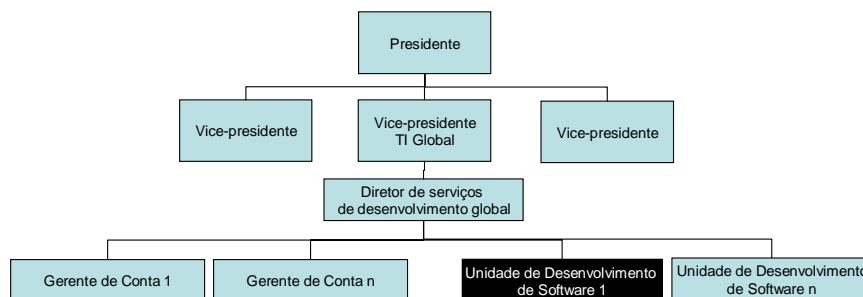 Presidente
Vice-presidente
Vice-presidente
TI Global
Vice-presidente
Diretor de serviços
de desenvolvimento global
Gerente de Conta 1
Gerente de Conta n
Unidade de Desenvolvimento
de Software 1
Unidade de Desenvolvimento
de Software n